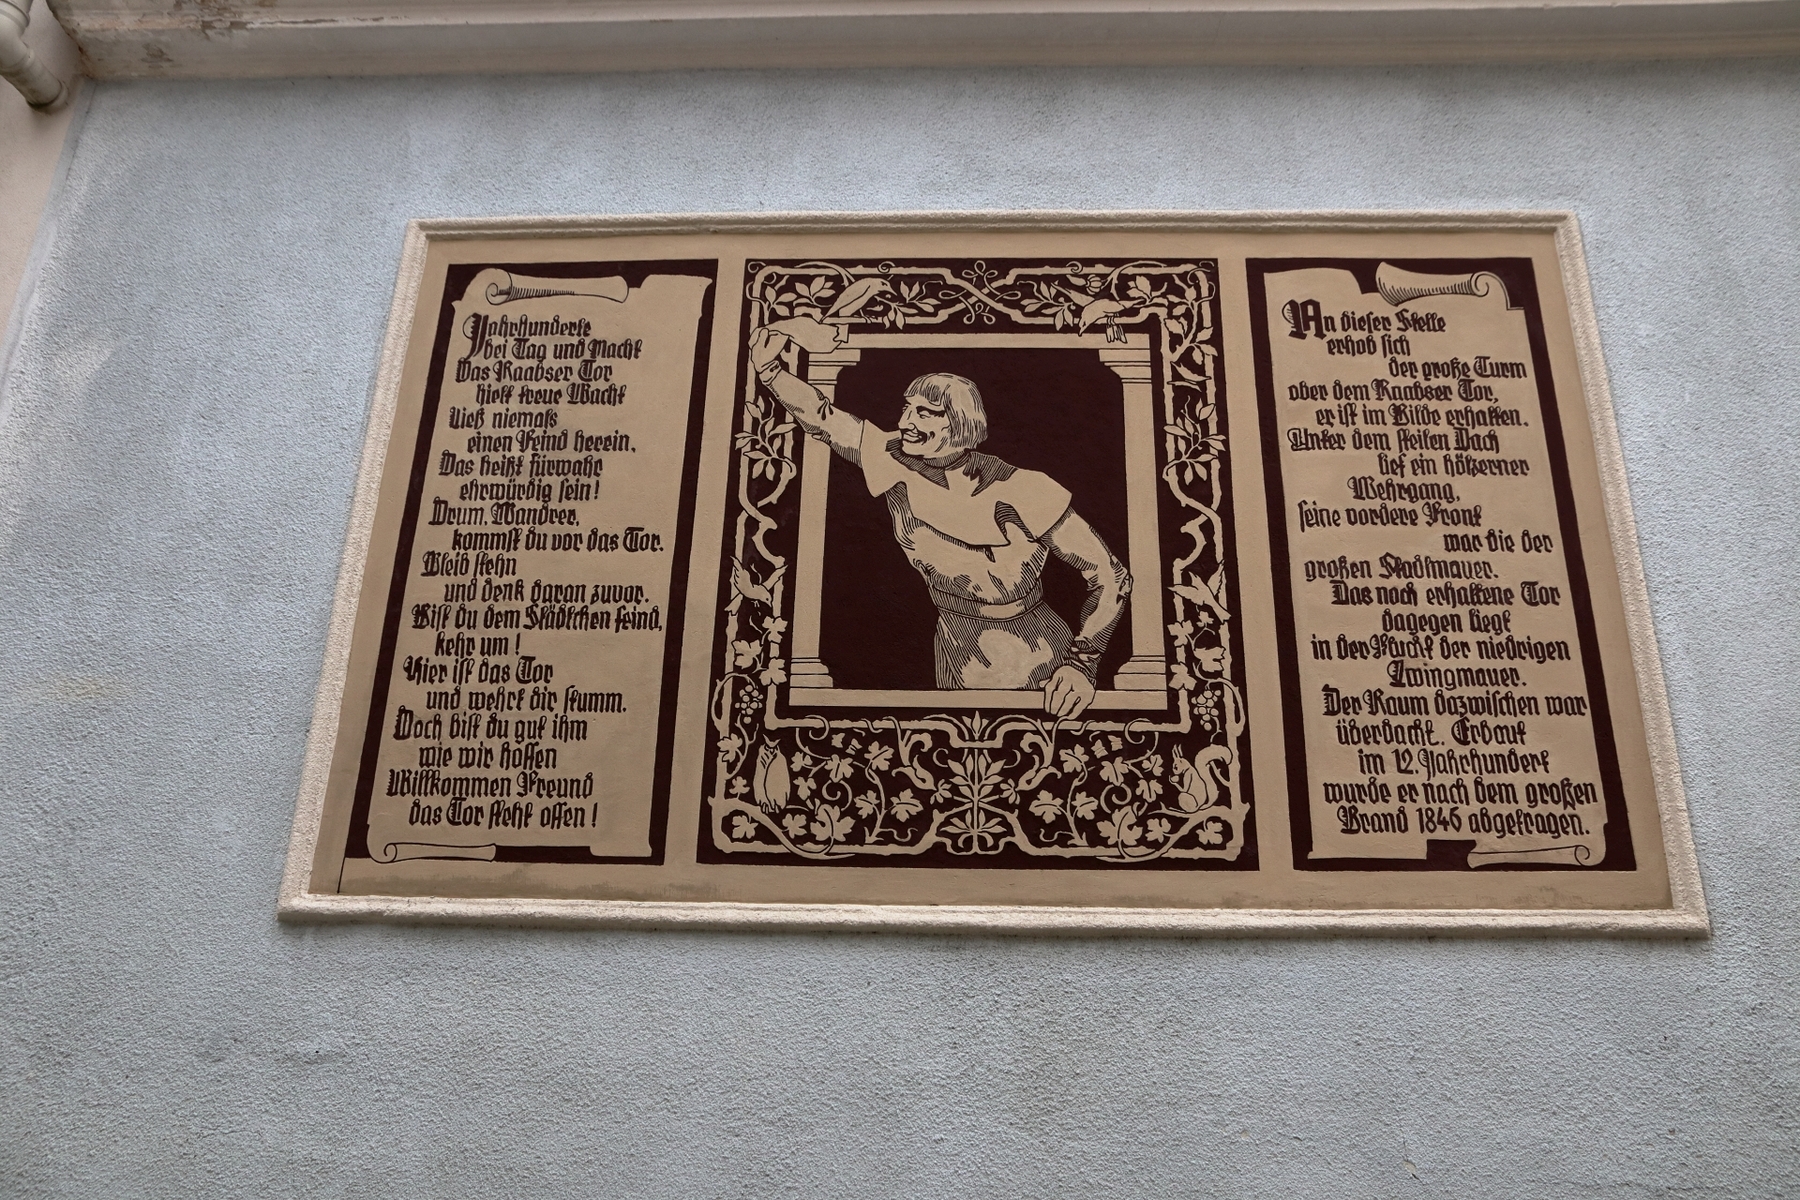 Jahrhunderte
bei Tag und Nacht
Das Raabser Tor
hielt treue Wacht
Ließ niemals
einen Feind herein,
Das heißt fürwahr
ehrwürdig sein!
Drum, Wandrer,
kommst du vor das Tor.
Bleib stehn
und denk daran zuvor.
Bist du dem Städtchen feind,
kehr um!
Hier ist das Tor
und wehrt dir stumm.
Doch bist du gut ihm
wie wir hoffen
Willkommen Freund
das Tor steht offen!
An dieser Stelle
erhob sich
der große Turm
ober dem Raabser Tor,
er ist im Bilde erhalten.
Unter dem steilen Dach
lief ein hölzerner
Wehrgang,
seine vordere Front
war die der
großen Stadtmauer.
Das noch erhaltene Tor
dagegen liegt
in der Flucht der niedrigen
Zwingmauer.
Der Raum dazwischen war
überdacht. Erbaut
im 12. Jahrhundert
wurde er nach dem großen
Brand 1846 abgetragen.